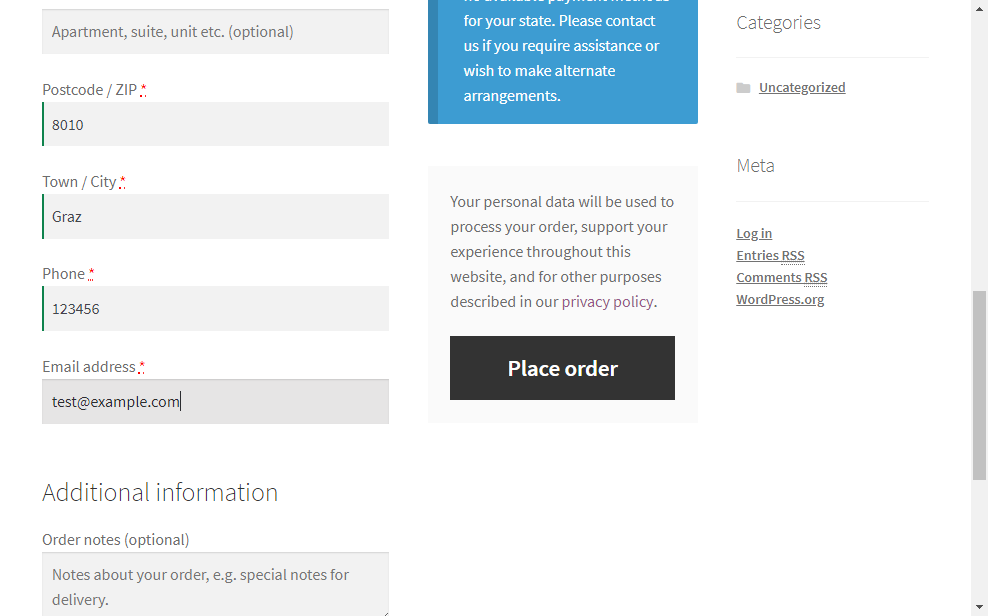 Apartment, suite, unit etc. (optional)
Postcode / ZIP *
8010
Town / City *
Graz
Phone *
123456
Email address *
test@example.com
Additional information
Order notes (optional)
Notes about your order, e.g. special notes for
delivery.
no available payment methods
for your state. Please contact
us if you require assistance or
wish to make alternate
arrangements.
Your personal data will be used to
process your order, support your
experience throughout this
website, and for other purposes
described in our privacy policy.
Place order
Categories
Uncategorized
Meta
Log in
Entries RSS
Comments RSS
WordPress.org